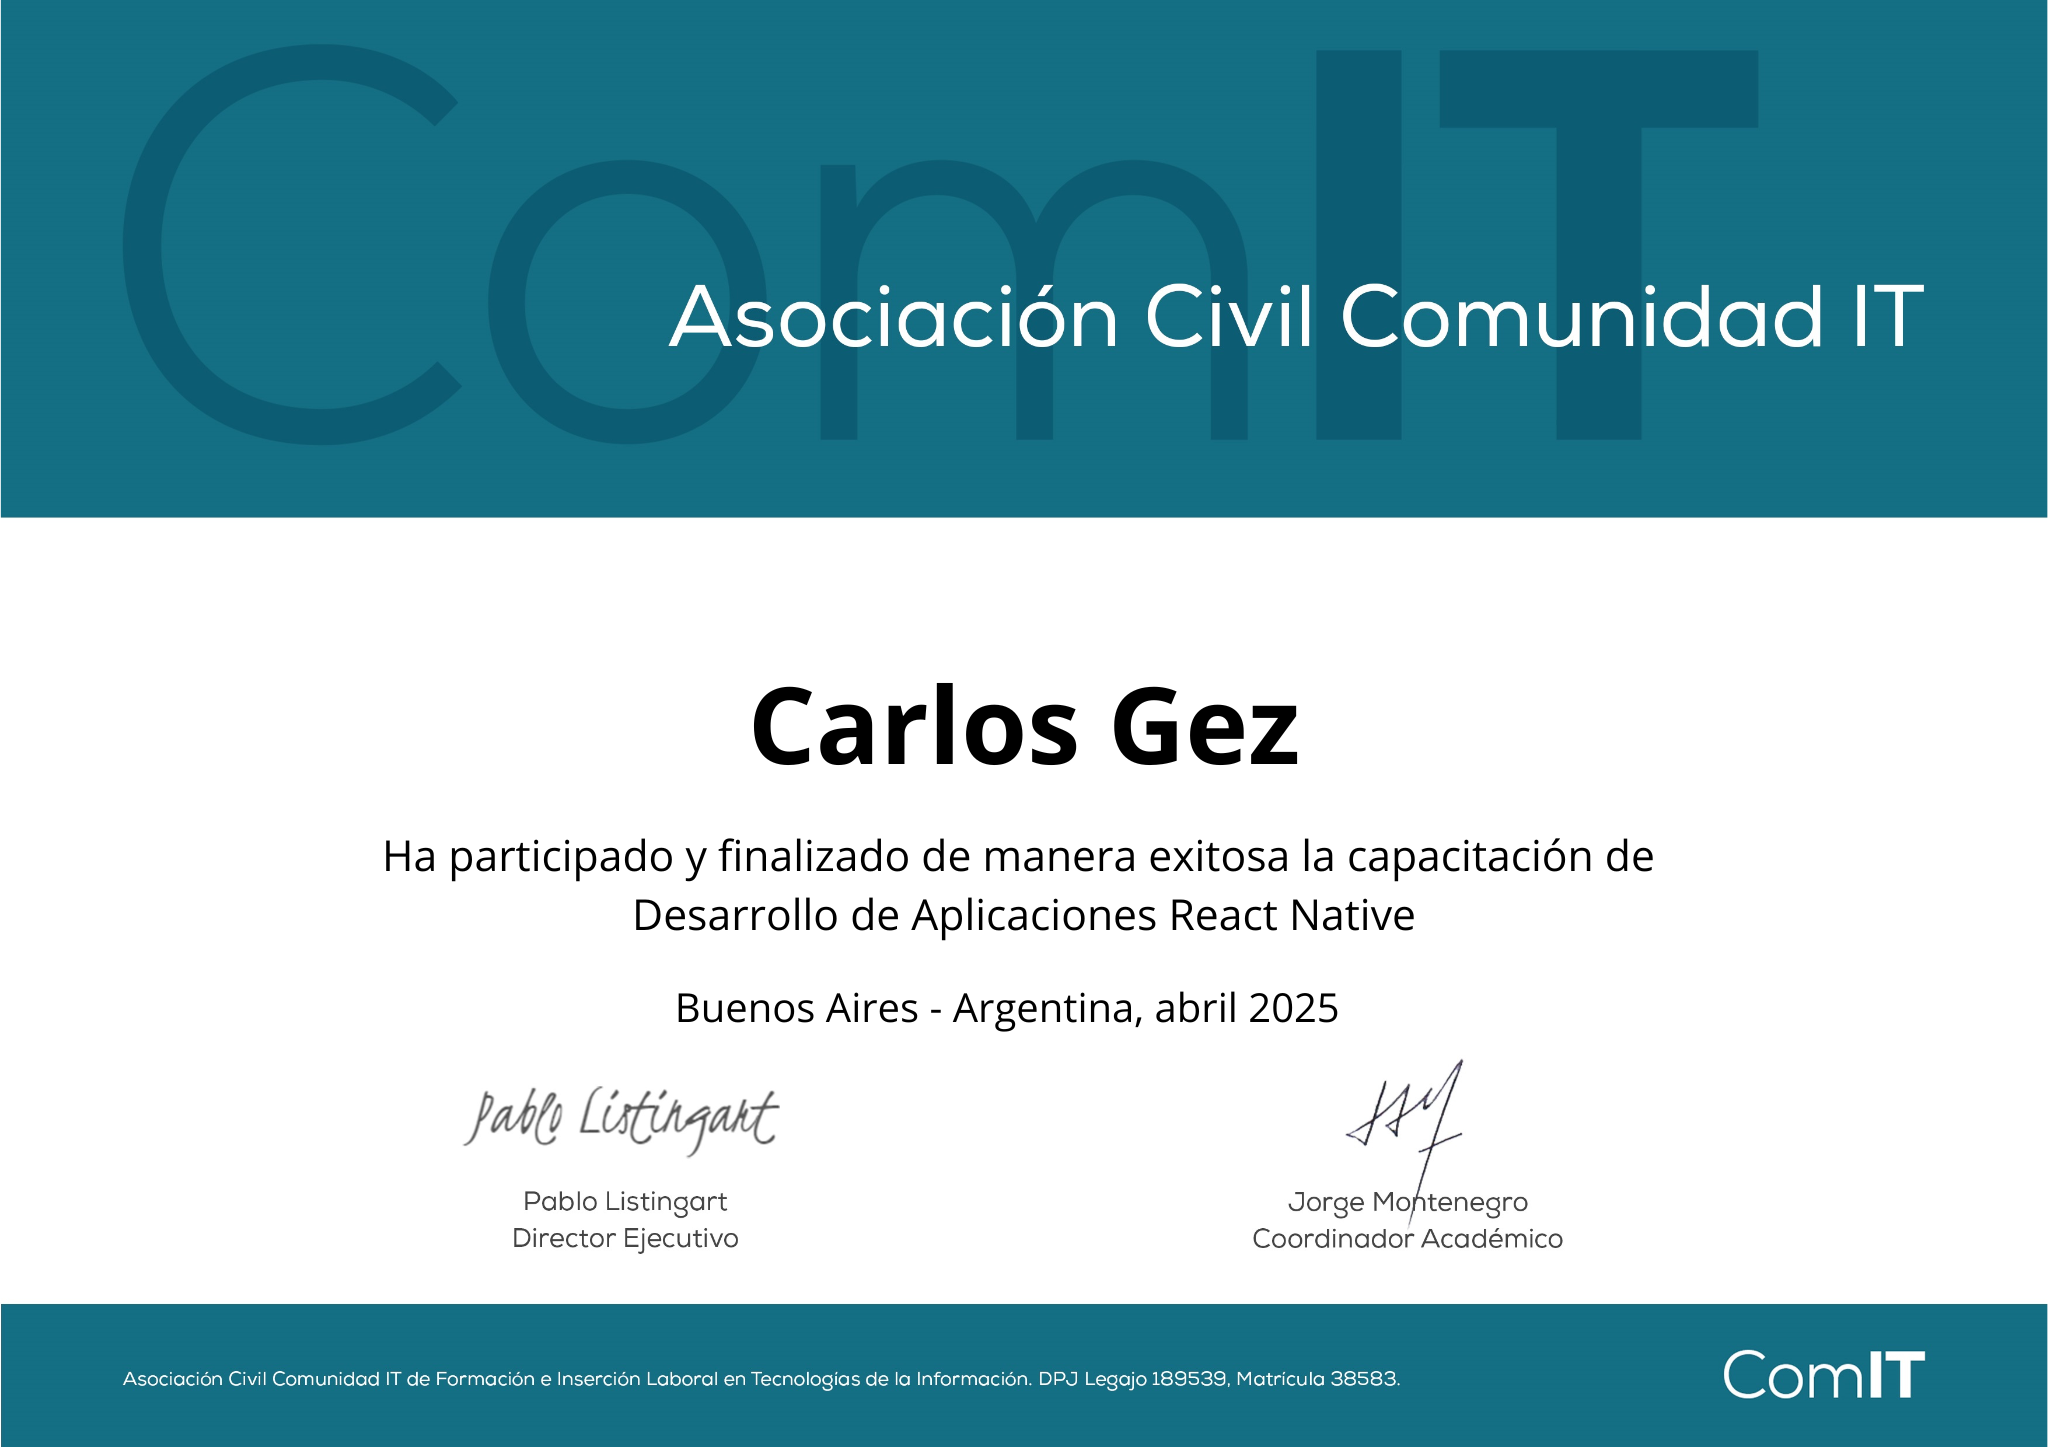 ComIT
Asociación Civil Comunidad IT
Carlos Gez
Ha participado y finalizado de manera exitosa la capacitación de
Desarrollo de Aplicaciones React Native
Buenos Aires - Argentina, abril 2025
Pablo Listingart
Pablo Listingart
Director Ejecutivo
Jorge Montenegro
Coordinador Académico
Asociación Civil Comunidad IT de Formación e Inserción Laboral en Tecnologías de la Información. DPJ Legajo 189539, Matrícula 38583.
ComIT